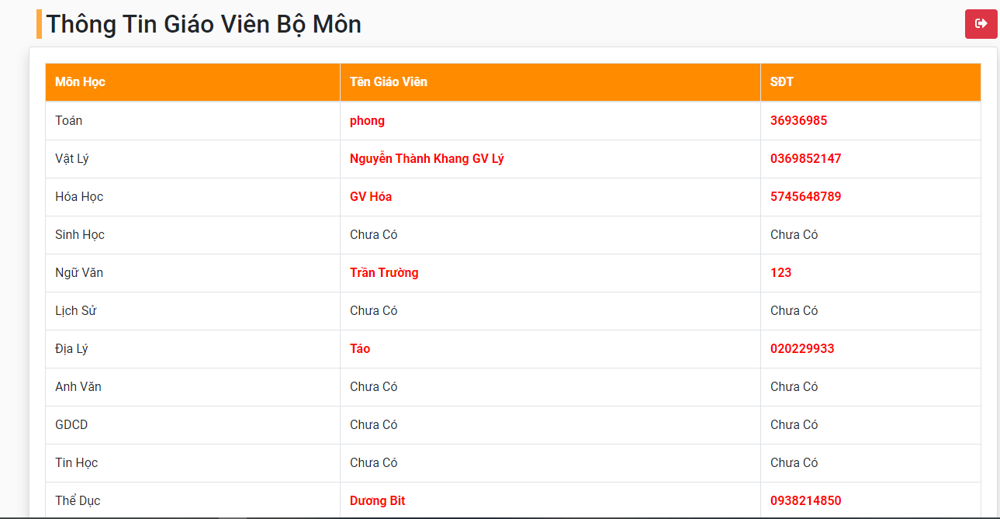 Thông Tin Giáo Viên Bộ Môn
Môn Học Tên Giáo Viên SĐT
Toán phong 36936985
Vật Lý Nguyễn Thành Khang GV Lý 0369852147
Hóa Học GV Hóa 5745648789
Sinh Học Chưa Có Chưa Có
Ngữ Văn Trần Trường 123
Lịch Sử Chưa Có Chưa Có
Địa Lý Táo 020229933
Anh Văn Chưa Có Chưa Có
GDCD Chưa Có Chưa Có
Tin Học Chưa Có Chưa Có
Thể Dục Dương Bit 0938214850